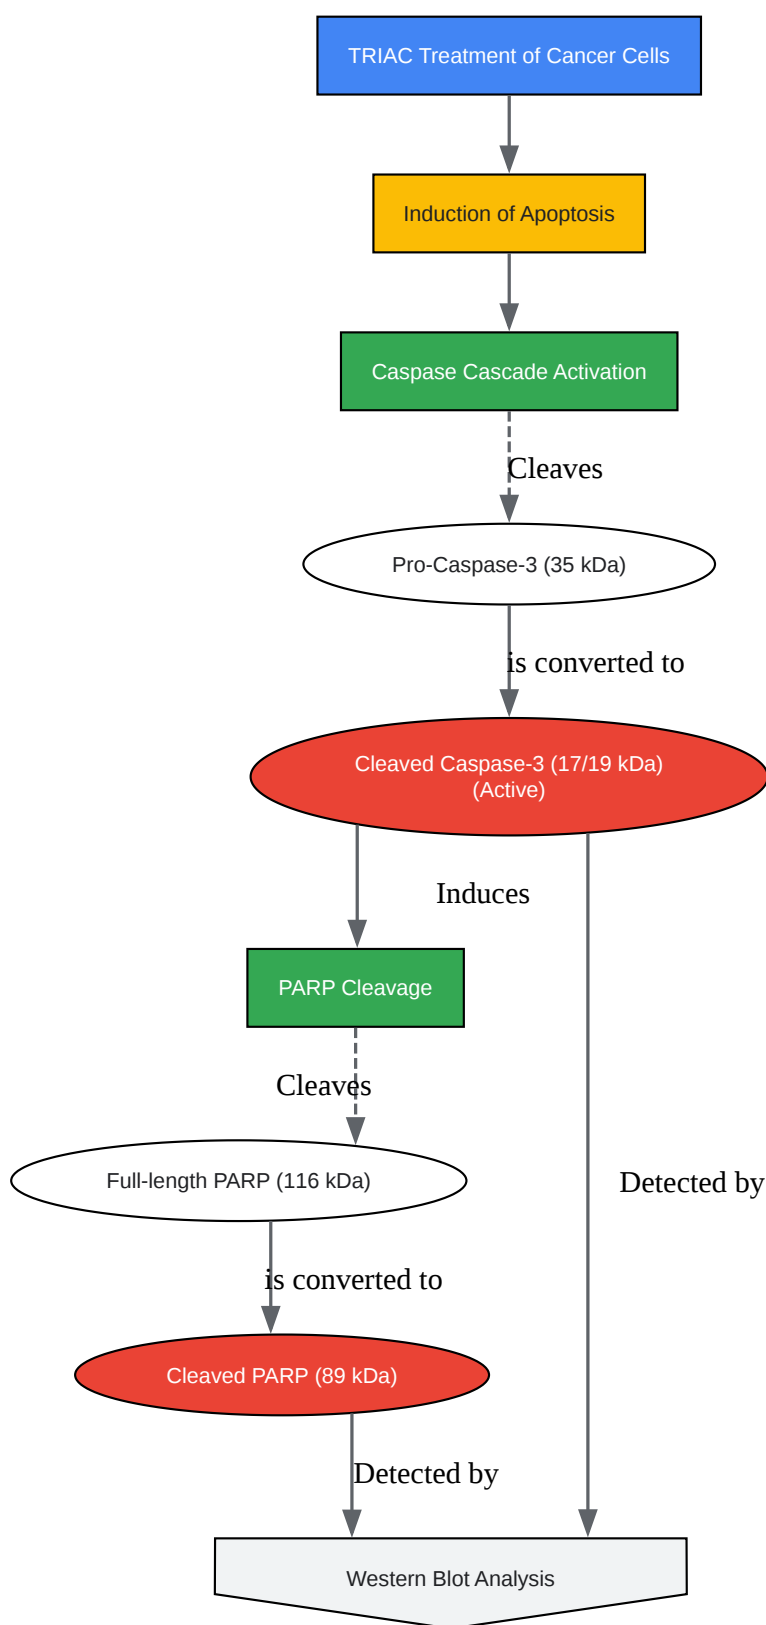 TRIAC Treatment of Cancer Cells
Induction of Apoptosis
Caspase Cascade Activation
Cleaves
Pro-Caspase-3 (35 kDa)
is converted to
Cleaved Caspase-3 (17/19 kDa)
(Active)
Induces
PARP Cleavage
Cleaves
Full-length PARP (116 kDa)
Detected by
is converted to
Cleaved PARP (89 kDa)
Detected by
Western Blot Analysis